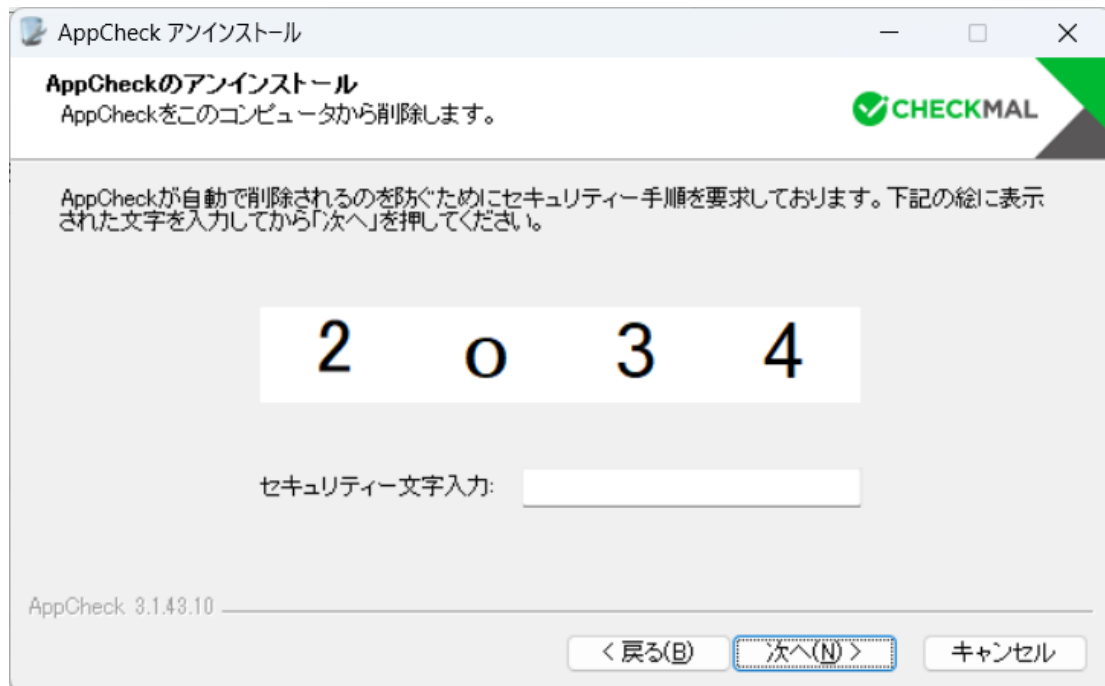 AppCheck アンインストール
AppCheckのアンインストール
AppCheckをこのコンピュータから削除します。
CHECKMAL
AppCheckが自動で削除されるのを防ぐためにセキュリティー手順を要求しております。下記の絵に表示
された文字を入力してから「次へ」を押してください。
2 o 3 4
セキュリティー文字入力:
AppCheck 3.1.43.10
< 戻る(B) 次へ(N) > キャンセル